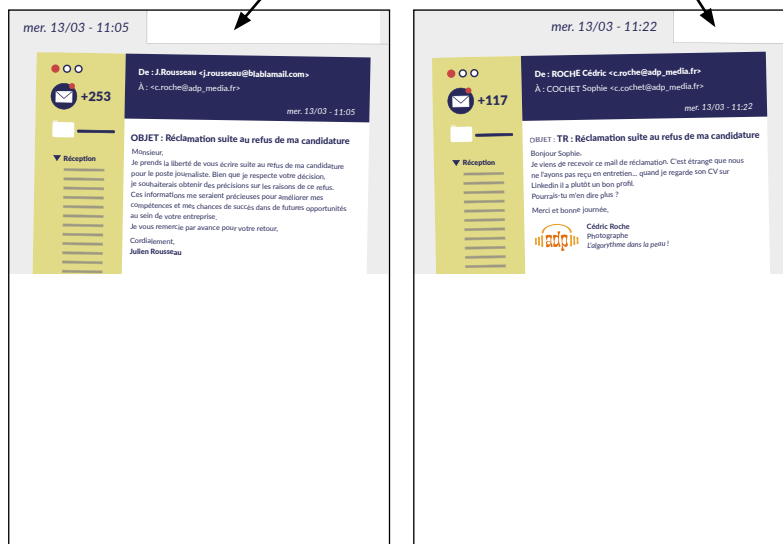 mer. 13/03 - 11:05
+253
Réception
De : J.Rousseau <j.rousseau@blablamail.com>
À : <c.roche@adp_media.fr>
mer. 13/03 - 11:05
OBJET : Réclamation suite au refus de ma candidature
Monsieur,
Je prends la liberté de vous écrire suite au refus de ma candidature
pour le poste journaliste. Bien que je respecte votre décision,
je souhaiterais obtenir des précisions sur les raisons de ce refus.
Ces informations me seraient précieuses pour améliorer mes
compétences et mes chances de succès dans de futures opportunités
au sein de votre entreprise.
Je vous remercie par avance pour votre retour,
Cordialement,
Julien Rousseau
mer. 13/03 - 11:22
+117
Réception
De : ROCHE Cédric <c.roche@adp_media.fr>
À : COCHET Sophie <c.cochet@adp_media.fr>
mer. 13/03 - 11:22
OBJET : TR : Réclamation suite au refus de ma candidature
Bonjour Sophie,
Je viens de recevoir ce mail de réclamation. C'est étrange que nous
ne l'ayons pas reçu en entretien... quand je regarde son CV sur
Linkedin il a plutôt un bon profil.
Pourrais-tu m'en dire plus ?
Merci et bonne journée,
adp
Cédric Roche
Photographe
L'algorythme dans la peau !